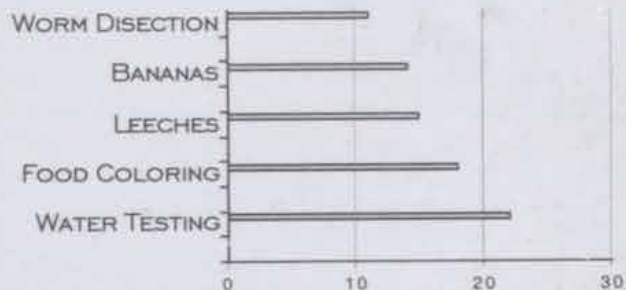 WORM DISECTION
BANANAS
LEECHES
FOOD COLORING
WATER TESTING
0 10 20 30